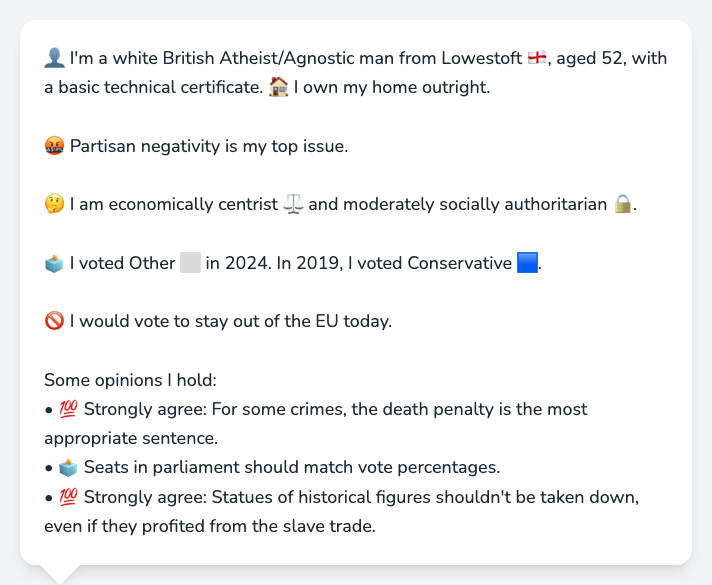 👤 I'm a white British Atheist/Agnostic man from Lowestoft 🏴󠁧󠁢󠁥󠁮󠁧󠁿, aged 52, with
a basic technical certificate. 🏠 I own my home outright.
🤬 Partisan negativity is my top issue.
🤔 I am economically centrist ⚖️ and moderately socially authoritarian 🔒.
🗳️ I voted Other ⬜ in 2024. In 2019, I voted Conservative 🟦.
🚫 I would vote to stay out of the EU today.
Some opinions I hold:
• 💯 Strongly agree: For some crimes, the death penalty is the most
appropriate sentence.
• 🗳️ Seats in parliament should match vote percentages.
• 💯 Strongly agree: Statues of historical figures shouldn't be taken down,
even if they profited from the slave trade.